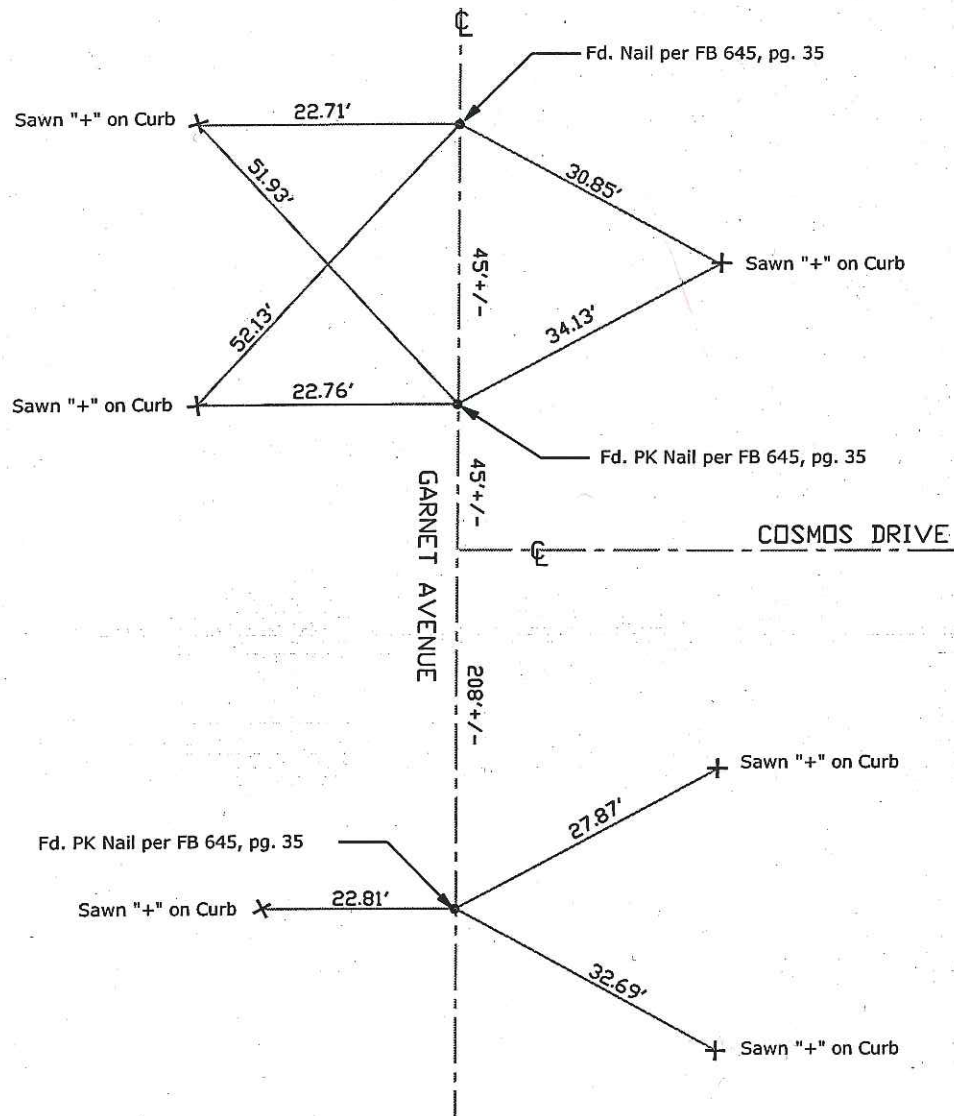 ℄
Fd. Nail per FB 645, pg. 35
Sawn "+" on Curb
22.71'
51.93'
30.85'
45'+/-
Sawn "+" on Curb
52.13'
34.13'
Sawn "+" on Curb
22.76'
Fd. PK Nail per FB 645, pg. 35
45'+/-
GARNET AVENUE
℄
COSMOS DRIVE
208'+/-
Sawn "+" on Curb
27.87'
Fd. PK Nail per FB 645, pg. 35
22.81'
Sawn "+" on Curb
32.69'
Sawn "+" on Curb